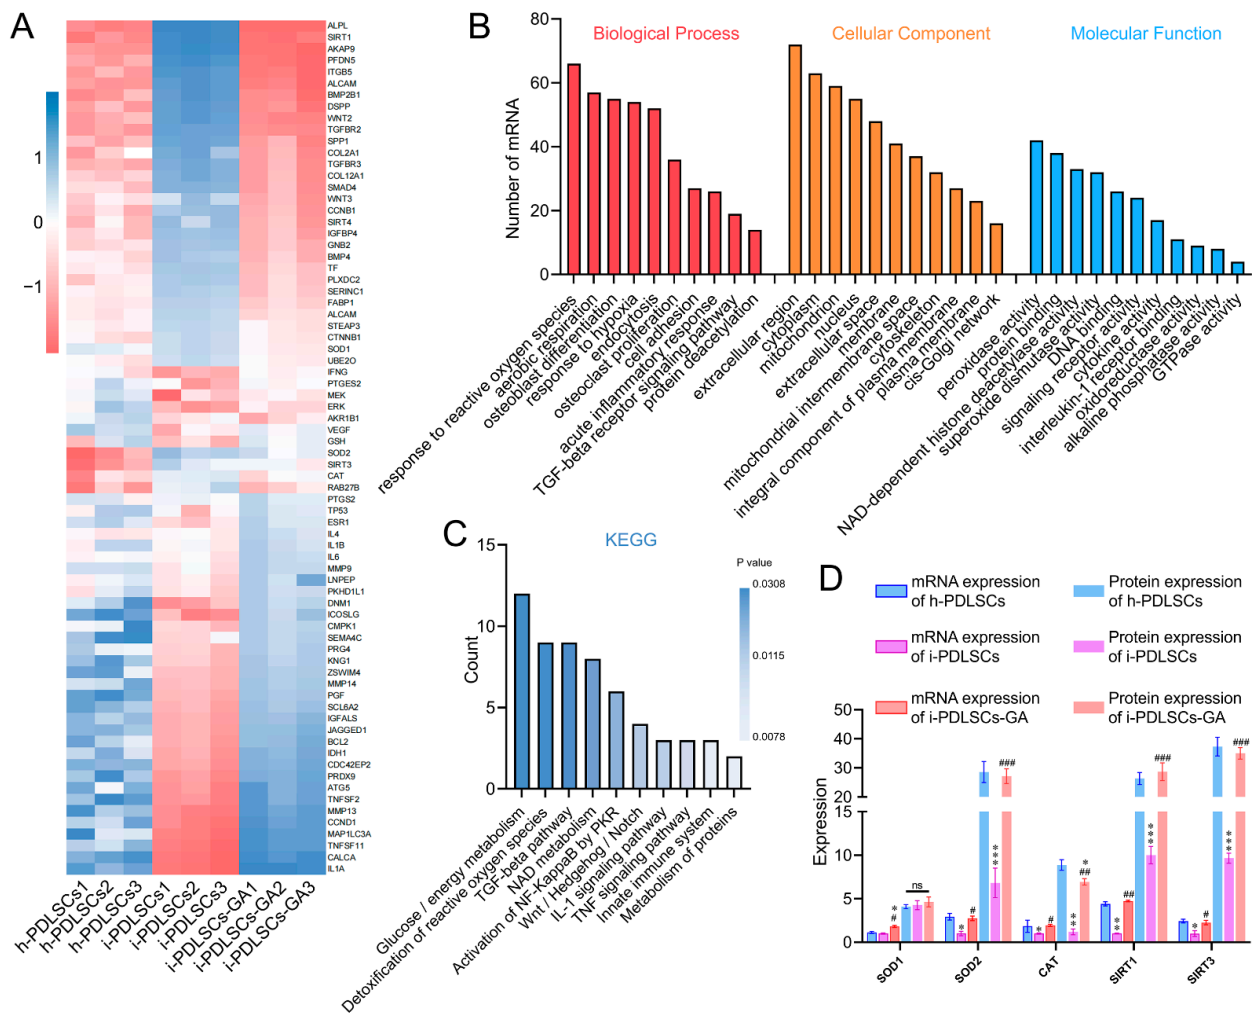 A
1
0
−1
ALPL
SIRT1
AKAP9
PFDN5
ITGB5
ALCAM
BMP2B1
DSPP
WNT2
TGFBR2
SPP1
COL2A1
TGFBR3
COL12A1
SMAD4
WNT3
CCNB1
SIRT4
IGFBP4
GNB2
BMP4
TF
PLXDC2
SERINC1
FABP1
ALCAM
STEAP3
CTNNB1
SOD1
UBE2O
IFNG
PTGES2
MEK
ERK
AKR1B1
VEGF
GSH
SOD2
SIRT3
CAT
RAB27B
PTGS2
TP53
ESR1
IL4
IL1B
IL6
MMP9
LNPEP
PKHD1L1
DNM1
ICOSLG
CMPK1
SEMA4C
PRG4
KNG1
ZSWIM4
MMP14
PGF
SCL6A2
IGFALS
JAGGED1
BCL2
IDH1
CDC42EP2
PRDX9
ATG5
TNFSF2
MMP13
CCND1
MAP1LC3A
TNFSF11
CALCA
IL1A
h-PDLSCs1
h-PDLSCs2
h-PDLSCs3
i-PDLSCs1
i-PDLSCs2
i-PDLSCs3
i-PDLSCs-GA1
i-PDLSCs-GA2
i-PDLSCs-GA3
B
Biological Process
Cellular Component
Molecular Function
Number of mRNA
80
60
40
20
0
response to reactive oxygen species
aerobic respiration
osteoblast differentiation
response to hypoxia
endocytosis
osteoclast proliferation
cell adhesion
acute inflammatory response
TGF-beta receptor signaling pathway
protein deacetylation
extracellular region
cytoplasm
mitochondrion
nucleus
extracellular space
membrane
mitochondrial intermembrane space
cytoskeleton
integral component of plasma membrane
plasma membrane
cis-Golgi network
peroxidase activity
protein binding
NAD-dependent histone deacetylase activity
superoxide dismutase activity
DNA binding
signaling receptor activity
cytokine activity
interleukin-1 receptor binding
oxidoreductase activity
alkaline phosphatase activity
GTPase activity
C
KEGG
Count
15
10
5
0
P value
0.0308
0.0115
0.0078
Glucose / energy metabolism
Detoxification of reactive oxygen species
TGF-beta pathway
NAD metabolism
Activation of NF-KappaB by PKR
Wnt / Hedgehog / Notch
IL-1 signaling pathway
TNF signaling pathway
Innate immune system
Metabolism of proteins
D
mRNA expression
of h-PDLSCs
Protein expression
of h-PDLSCs
mRNA expression
of i-PDLSCs
Protein expression
of i-PDLSCs
mRNA expression
of i-PDLSCs-GA
Protein expression
of i-PDLSCs-GA
Expression
50
40
30
20
15
10
5
0
*
#
ns
*
#
***
###
*
#
**
*
##
**
##
***
###
*
#
***
###
SOD1
SOD2
CAT
SIRT1
SIRT3